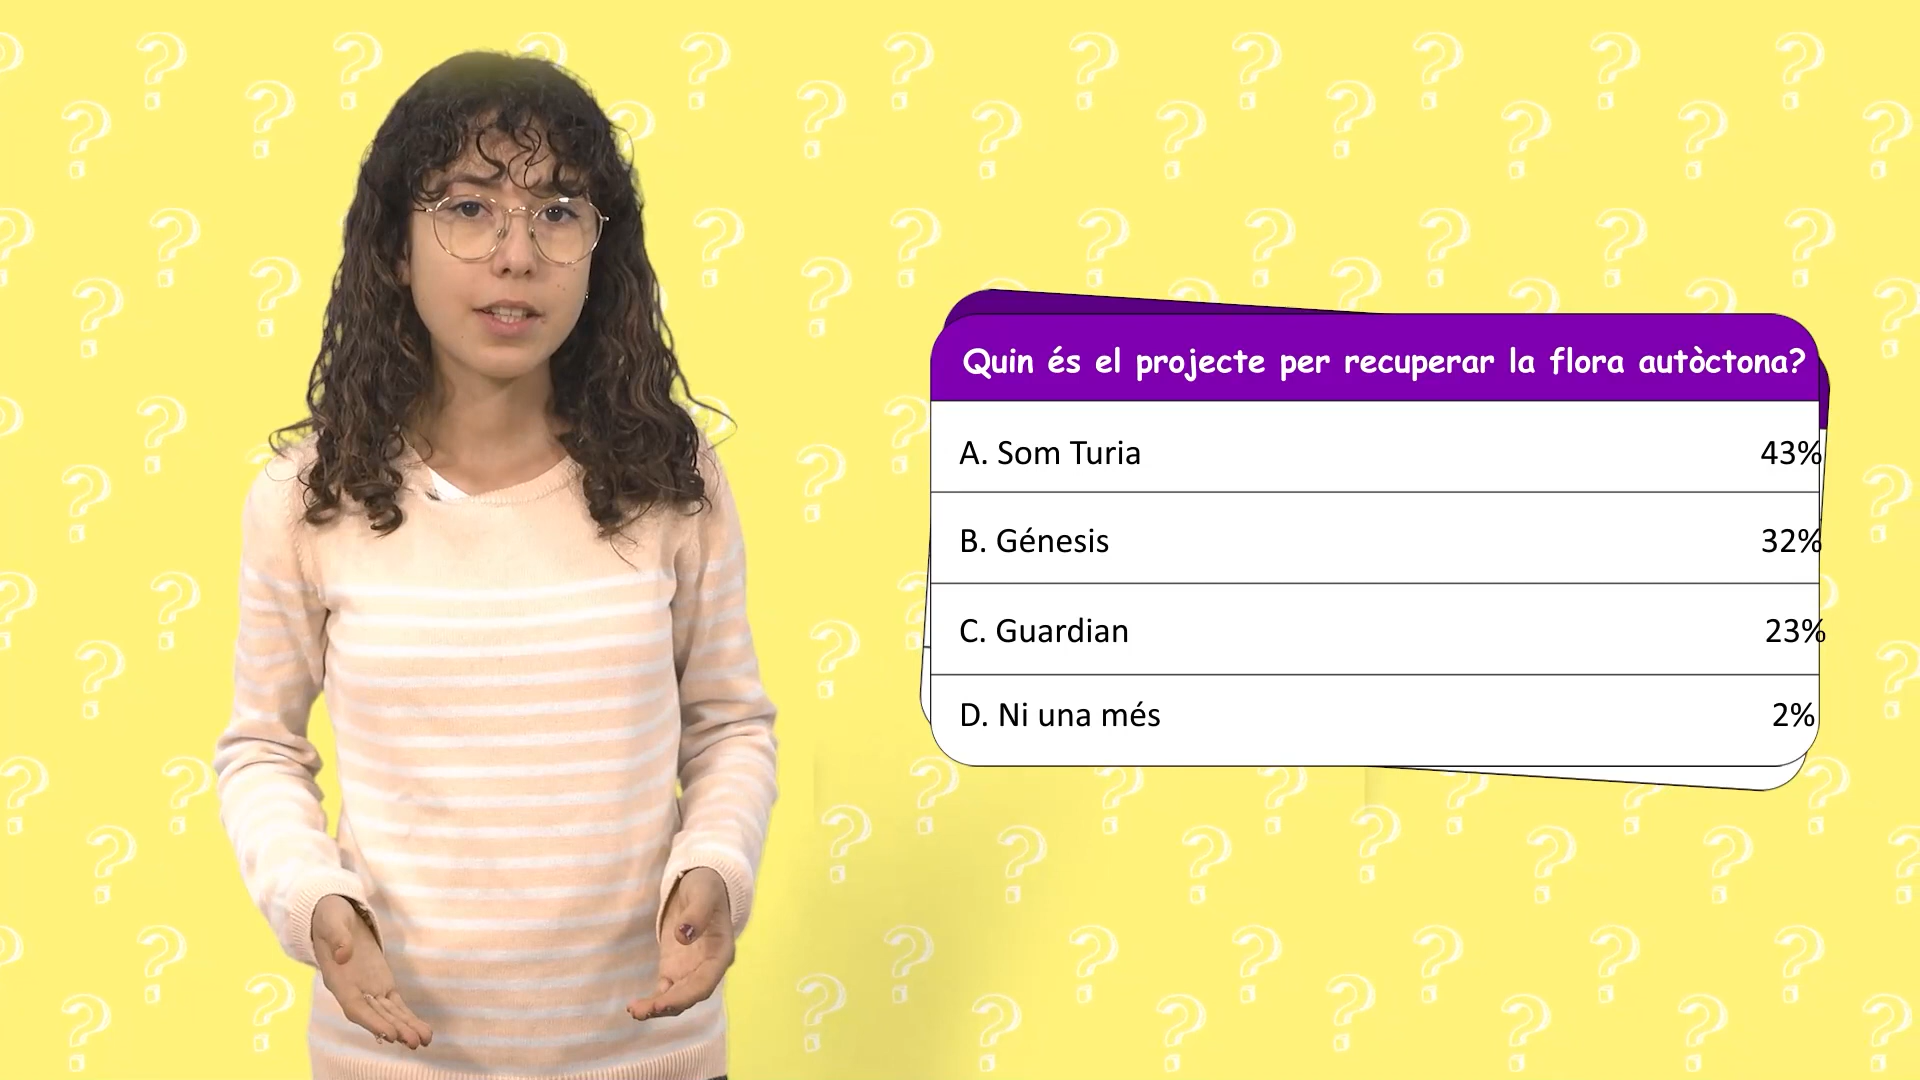 Quin és el projecte per recuperar la flora autòctona?
A. Som Turia 43%
B. Génesis 32%
C. Guardian 23%
D. Ni una més 2%